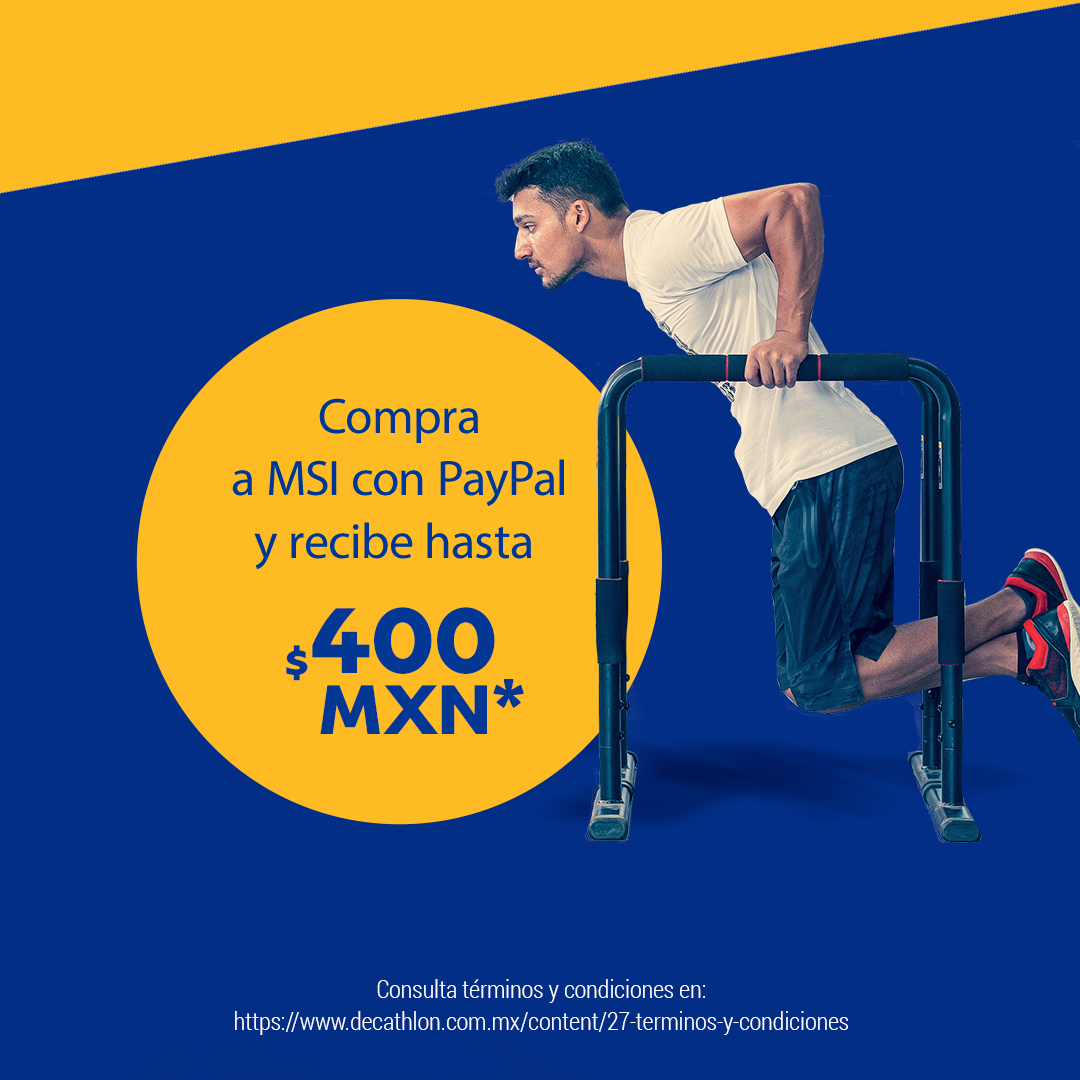 Compra
a MSI con PayPal
y recibe hasta
$400
MXN*
Consulta términos y condiciones en:
https://www.decathlon.com.mx/content/27-terminos-y-condiciones